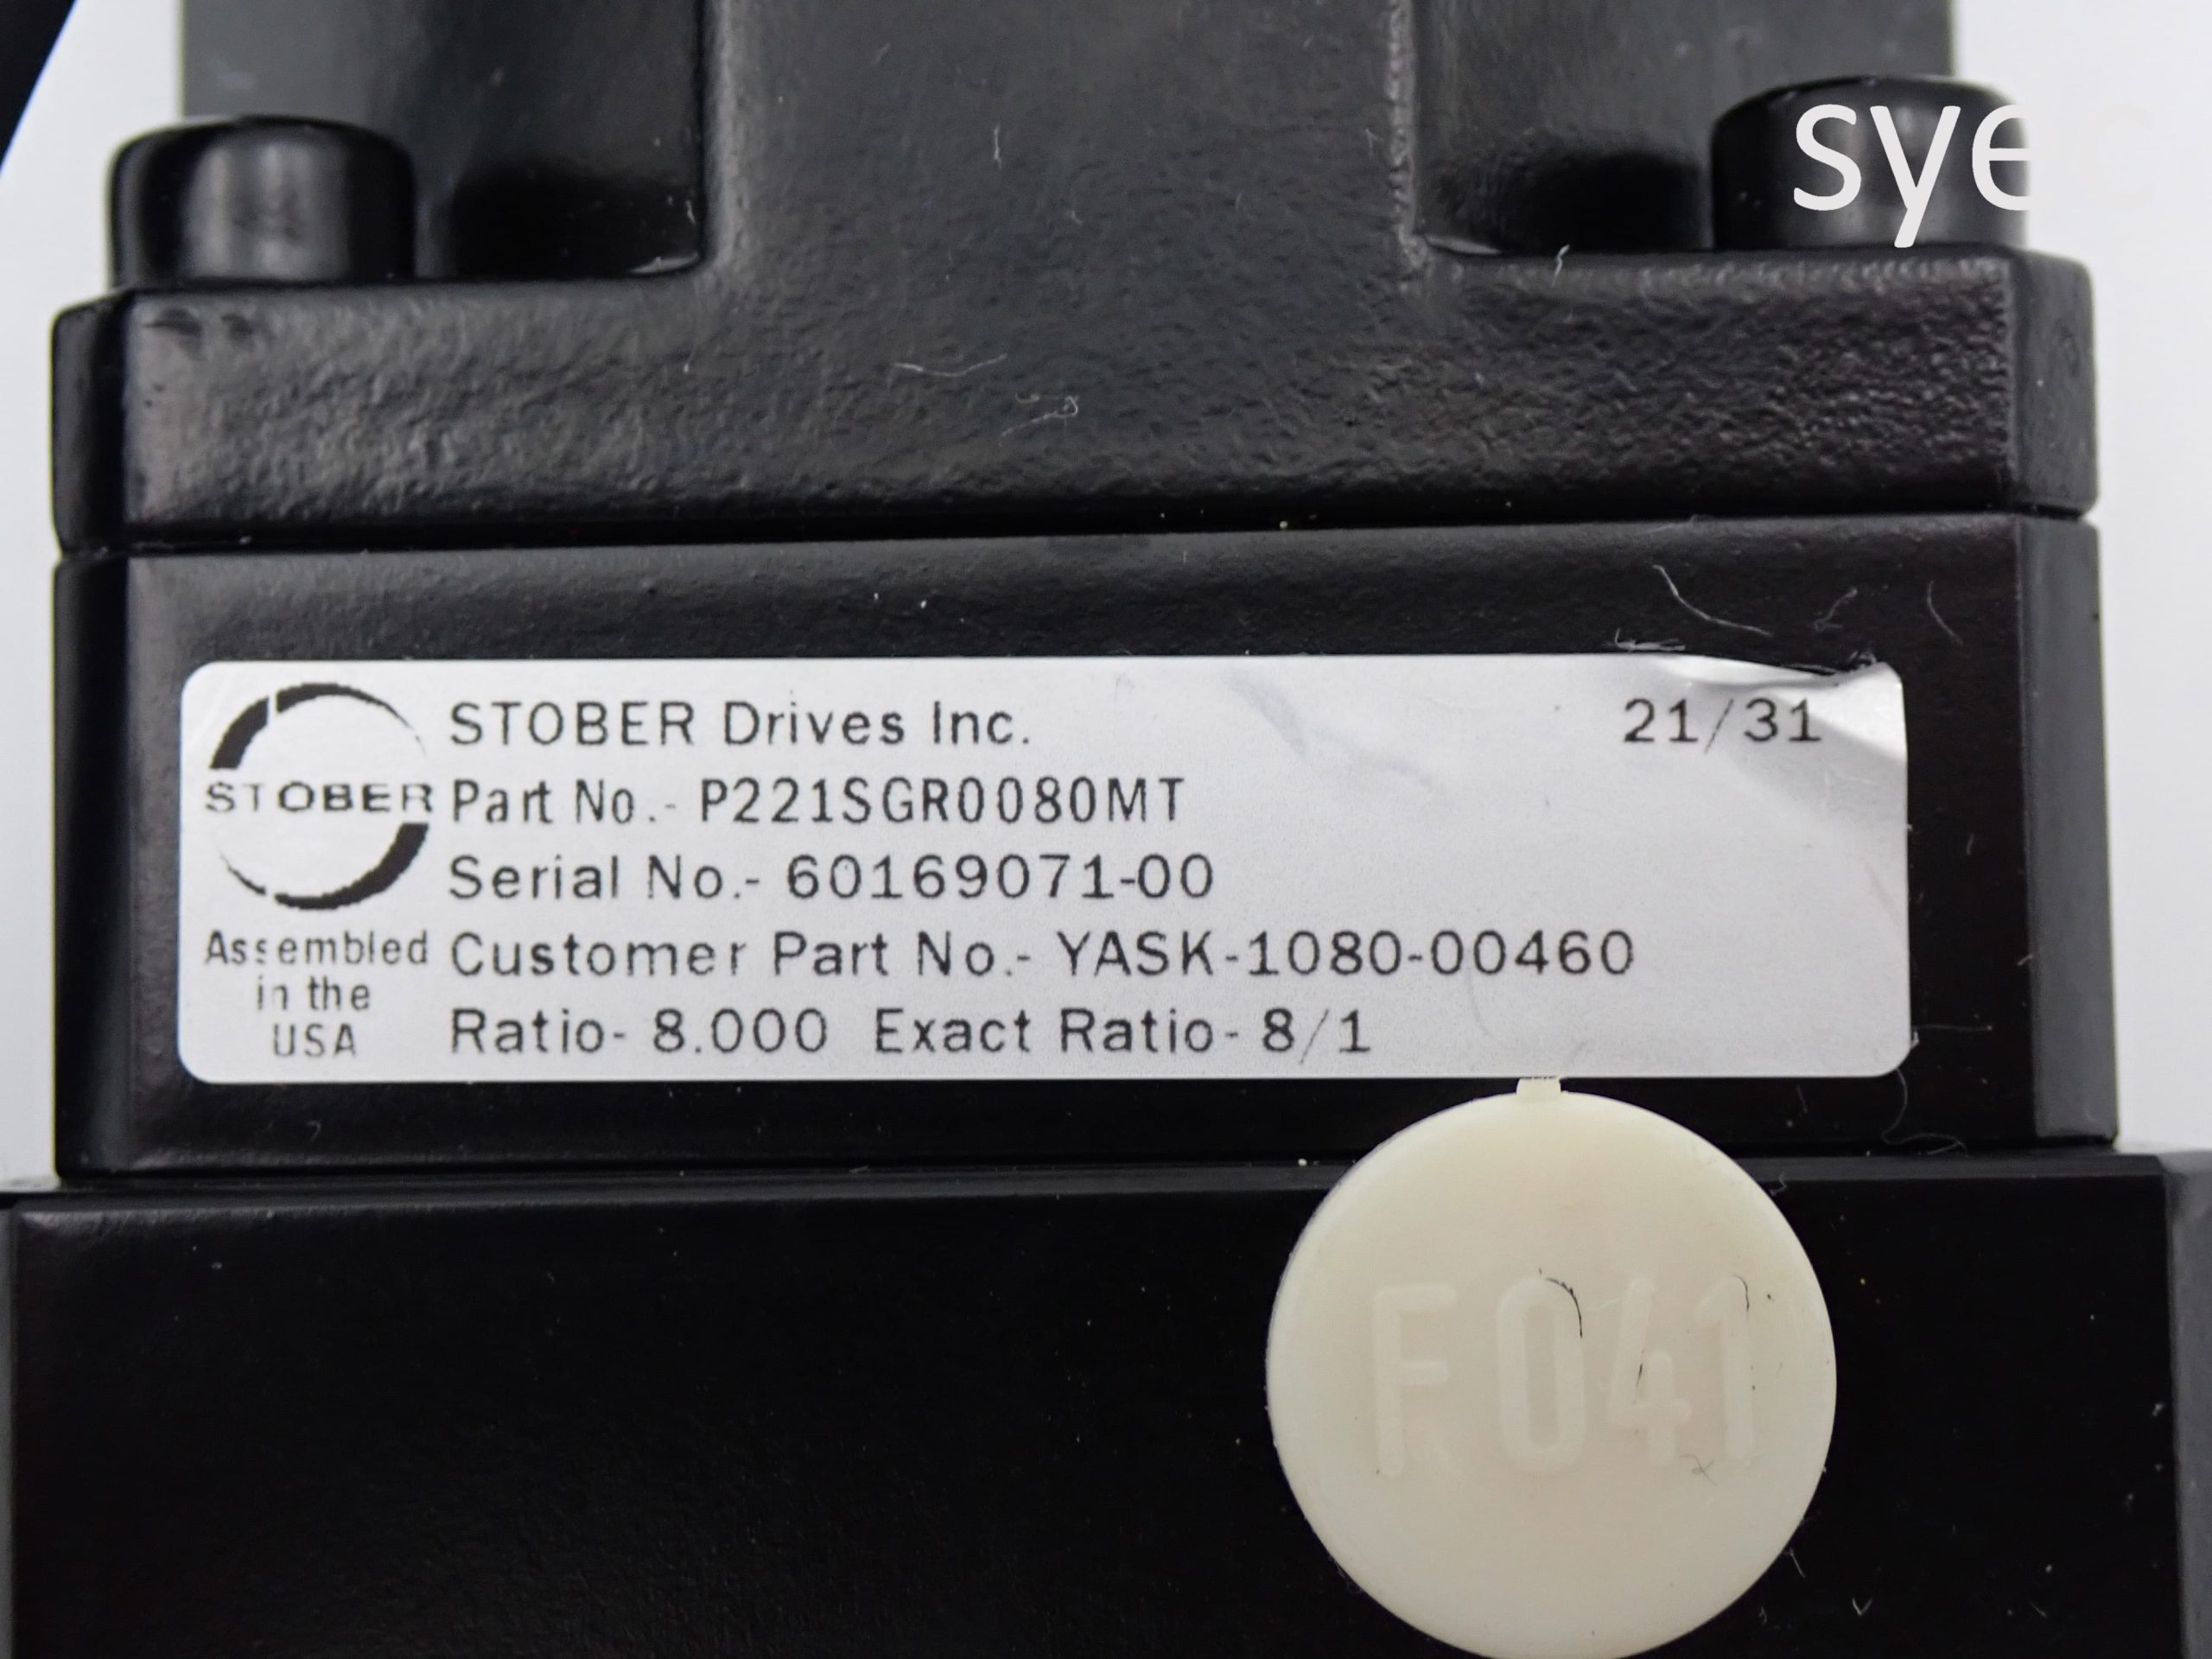 syec
STOBER Drives Inc. 21/31
STOBER
Part No.- P221SGR0080MT
Serial No.- 60169071-00
Customer Part No.- YASK-1080-00460
Ratio- 8.000 Exact Ratio- 8/1
Assembled
in the
USA
F041